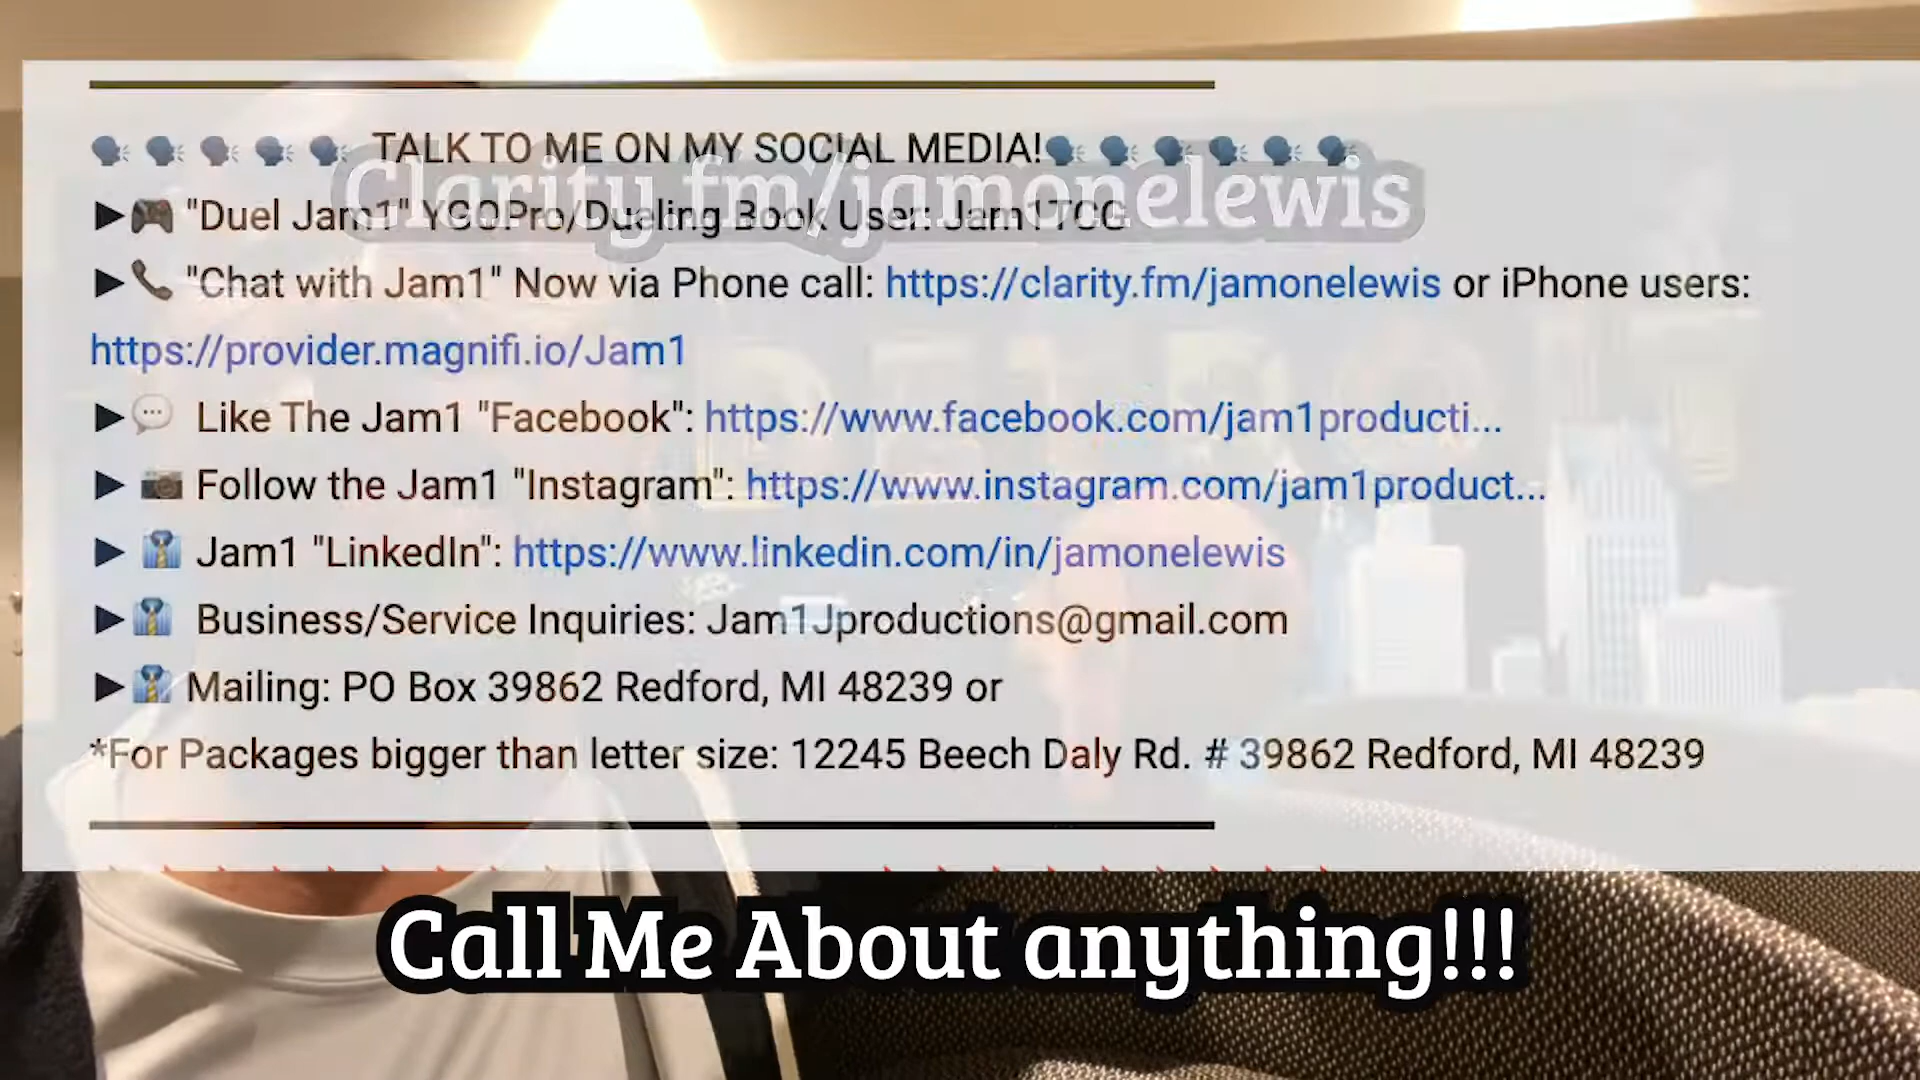 🗣 🗣 🗣 🗣 🗣 TALK TO ME ON MY SOCIAL MEDIA!🗣 🗣 🗣 🗣 🗣 🗣
Clarity.fm/jamonelewis
►🎮 "Duel Jam1" YGOPro/Dueling Book User: Jam1TCG
►📞 "Chat with Jam1" Now via Phone call: https://clarity.fm/jamonelewis or iPhone users:
https://provider.magnifi.io/Jam1
►💬 Like The Jam1 "Facebook": https://www.facebook.com/jam1producti...
► 📷 Follow the Jam1 "Instagram": https://www.instagram.com/jam1product...
► 👔 Jam1 "LinkedIn": https://www.linkedin.com/in/jamonelewis
►👔 Business/Service Inquiries: Jam1Jproductions@gmail.com
►👔 Mailing: PO Box 39862 Redford, MI 48239 or
*For Packages bigger than letter size: 12245 Beech Daly Rd. # 39862 Redford, MI 48239
Call Me About anything!!!